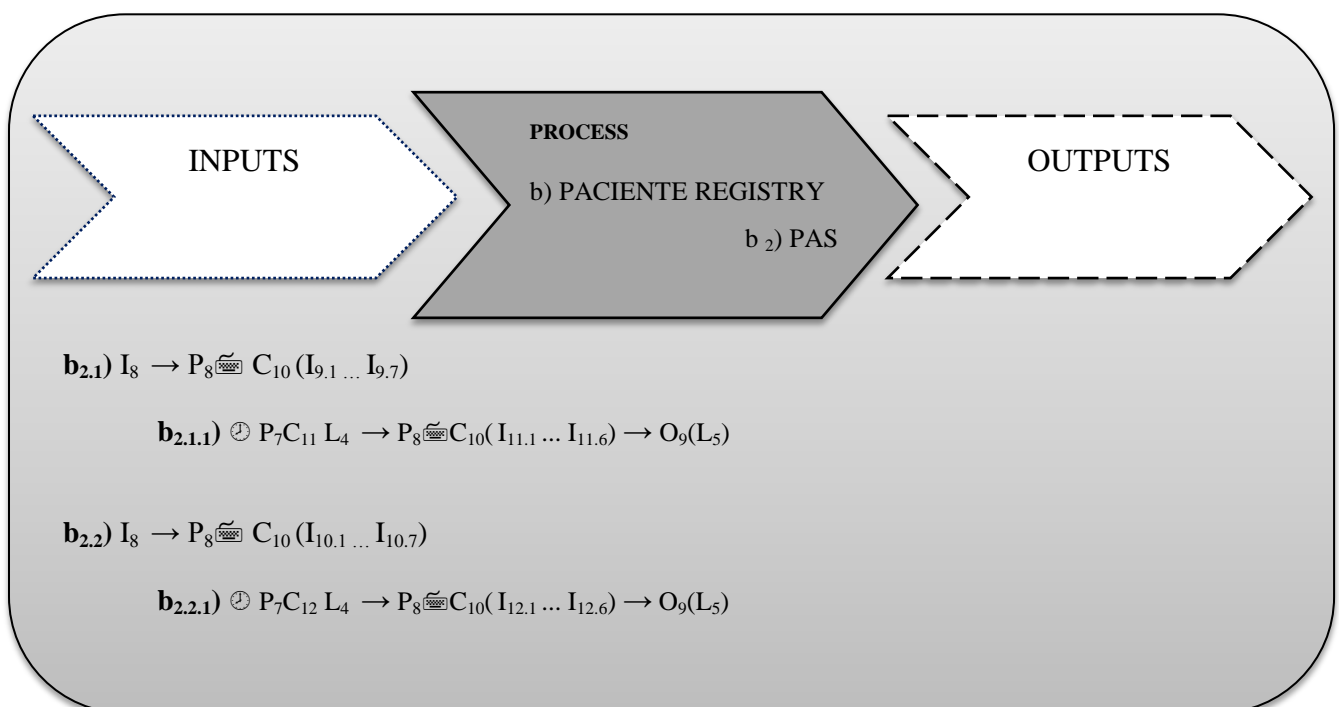 INPUTS
PROCESS
b) PACIENTE REGISTRY
b ₂) PAS
OUTPUTS
b₂.₁) I₈ → P₈🖮 C₁₀ (I₉.₁ ... I₉.₇)
b₂.₁.₁) 🕗 P₇C₁₁ L₄ → P₈🖮C₁₀( I₁₁.₁ ... I₁₁.₆) → O₉(L₅)
b₂.₂) I₈ → P₈🖮 C₁₀ (I₁₀.₁ ... I₁₀.₇)
b₂.₂.₁) 🕗 P₇C₁₂ L₄ → P₈🖮C₁₀( I₁₂.₁ ... I₁₂.₆) → O₉(L₅)